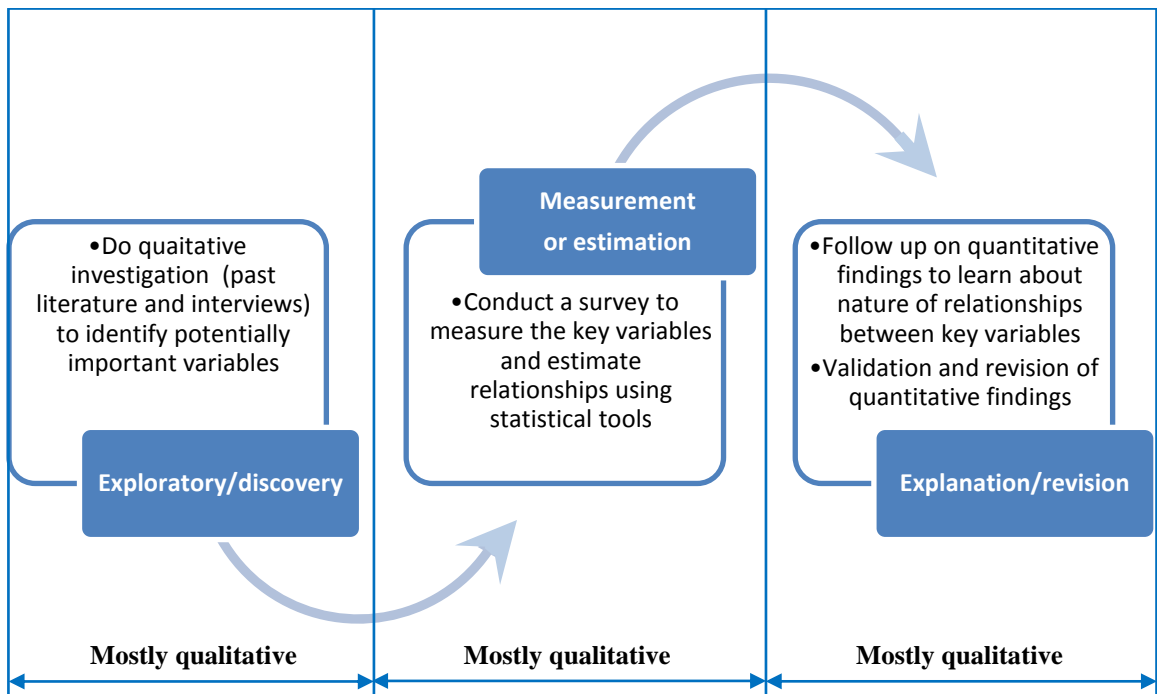 •Do quaitative
investigation (past
literature and interviews)
to identify potentially
important variables
Exploratory/discovery
Measurement
or estimation
•Conduct a survey to
measure the key variables
and estimate
relationships using
statistical tools
•Follow up on quantitative
findings to learn about
nature of relationships
between key variables
•Validation and revision of
quantitative findings
Explanation/revision
Mostly qualitative
Mostly qualitative
Mostly qualitative